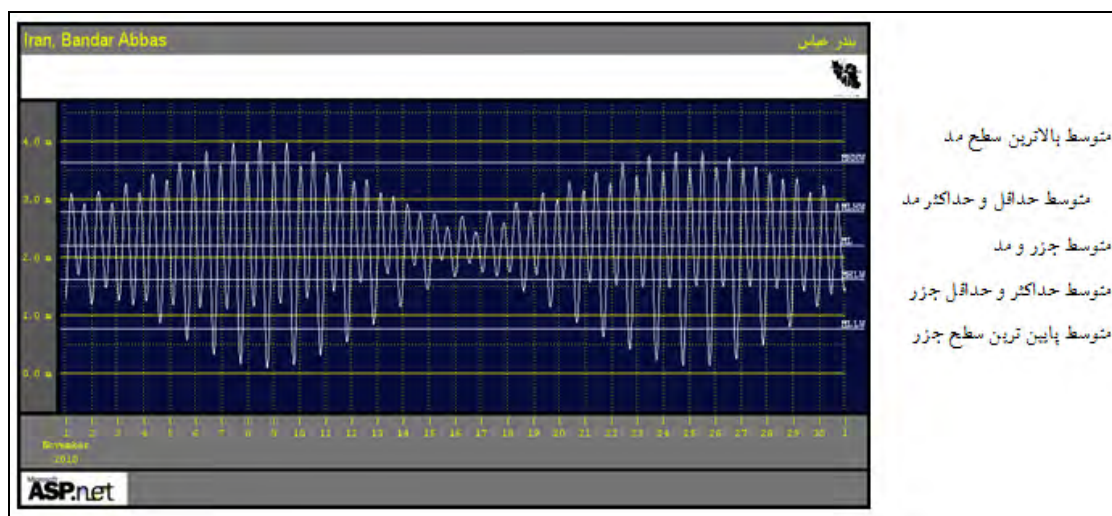 Iran, Bandar Abbas
بندر عباس
4.0 m
3.0 m
2.0 m
1.0 m
0.0 m
MHHW
MLHW
ML
MHLW
MLLW
متوسط بالاترین سطح مد
متوسط حداقل و حداکثر مد
متوسط جزر و مد
متوسط حداکثر و حداقل جزر
متوسط پایین ترین سطح جزر
1 2 3 4 5 6 7 8 9 10 11 12 13 14 15 16 17 18 19 20 21 22 23 24 25 26 27 28 29 30 1
November
2010
Microsoft
ASP.net